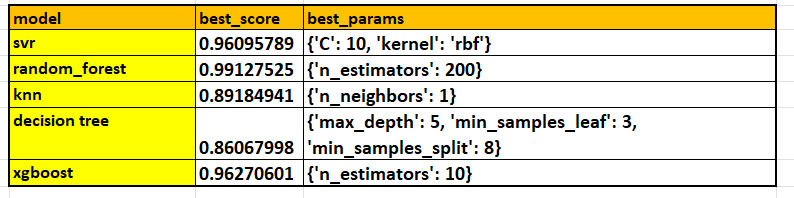 model best_score best_params
svr 0.96095789 {'C': 10, 'kernel': 'rbf'}
random_forest 0.99127525 {'n_estimators': 200}
knn 0.89184941 {'n_neighbors': 1}
decision tree 0.86067998 {'max_depth': 5, 'min_samples_leaf': 3,
'min_samples_split': 8}
xgboost 0.96270601 {'n_estimators': 10}